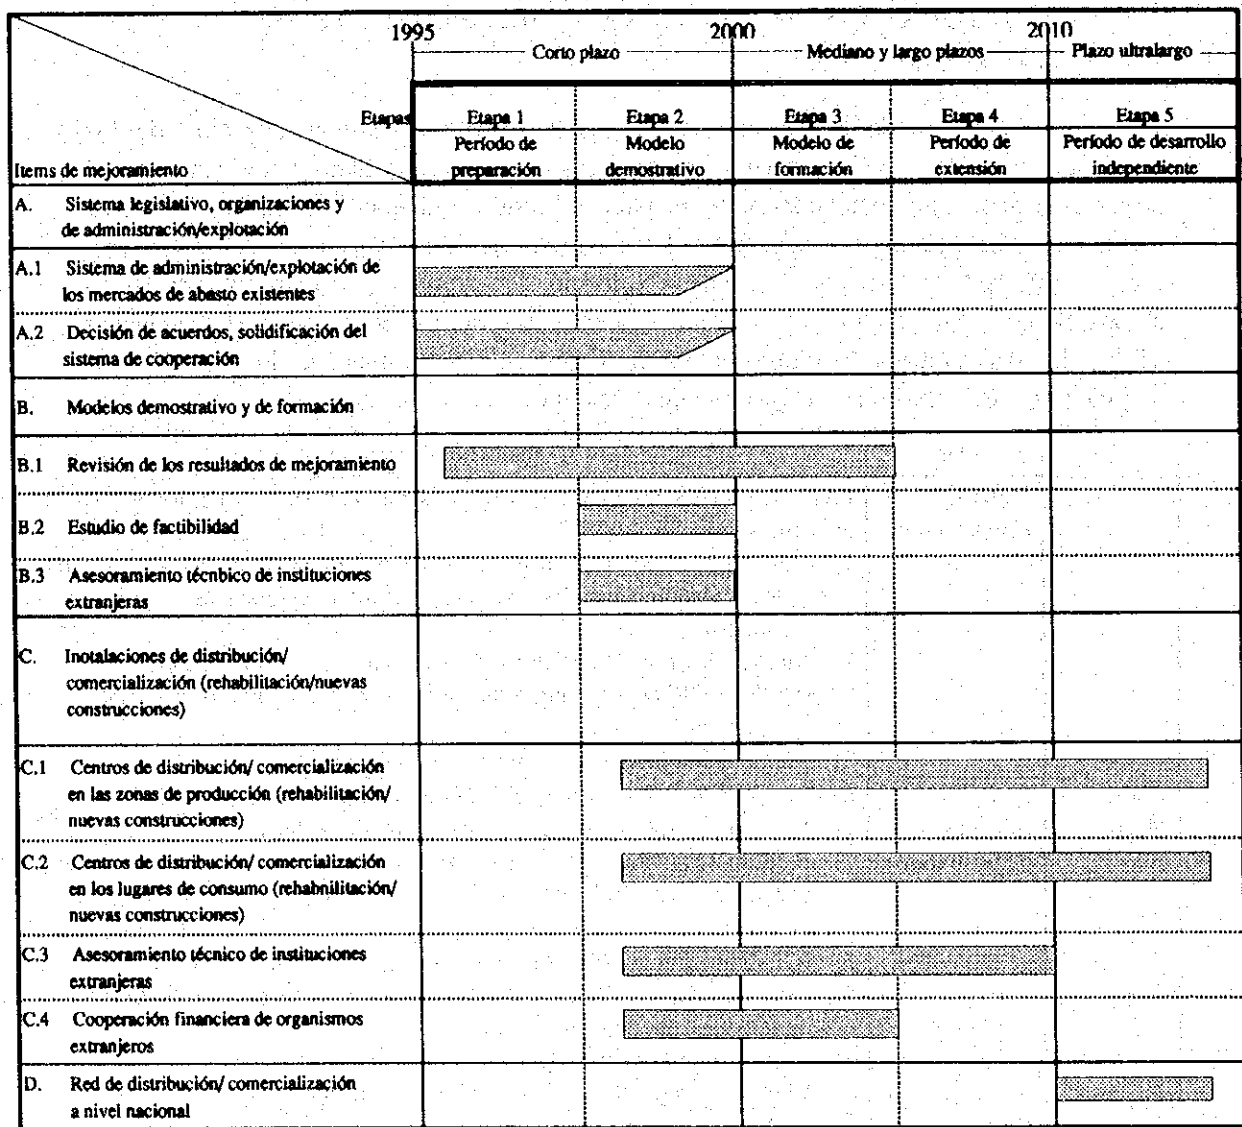 1995 2000 2010
Corto plazo Mediano y largo plazos Plazo ultralargo
Etapas Etapa 1 Etapa 2 Etapa 3 Etapa 4 Etapa 5
Período de Modelo Modelo de Período de Período de desarrollo
Items de mejoramiento preparación demostrativo formación extensión independiente
A. Sistema legislativo, organizaciones y
de administración/explotación
A.1 Sistema de administración/explotación de
los mercados de abasto existentes
A.2 Decisión de acuerdos, solidificación del
sistema de cooperación
B. Modelos demostrativo y de formación
B.1 Revisión de los resultados de mejoramiento
B.2 Estudio de factibilidad
B.3 Asesoramiento técnbico de instituciones
extranjeras
C. Inotalaciones de distribución/
comercialización (rehabilitación/nuevas
construcciones)
C.1 Centros de distribución/ comercialización
en las zonas de producción (rehabilitación/
nuevas construcciones)
C.2 Centros de distribución/ comercialización
en los lugares de consumo (rehabnilitación/
nuevas construcciones)
C.3 Asesoramiento técnico de instituciones
extranjeras
C.4 Cooperación financiera de organismos
extranjeros
D. Red de distribución/ comercialización
a nivel nacional